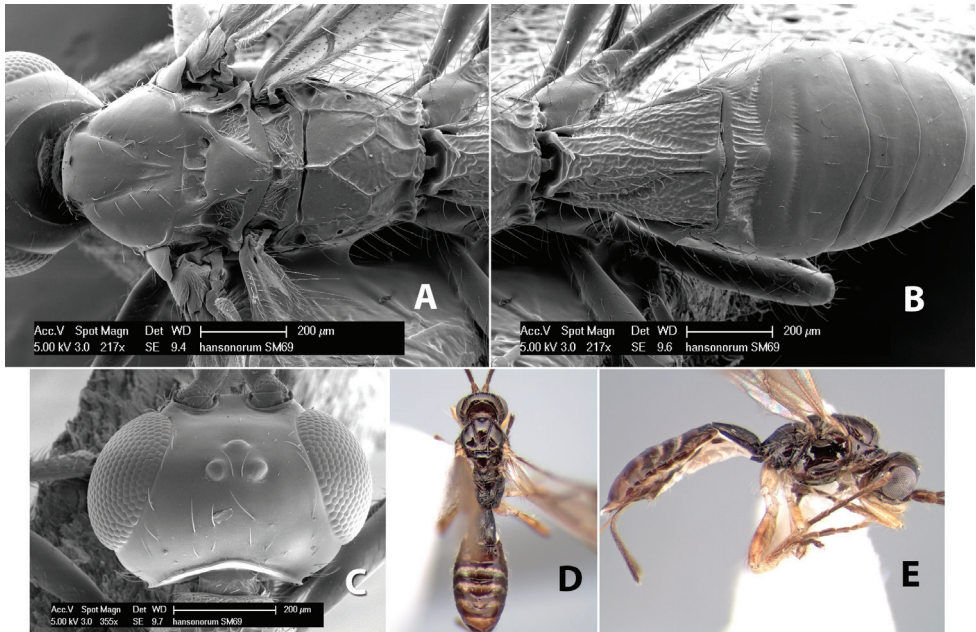 A
Acc.V Spot Magn Det WD 200 µm
5.00 kV 3.0 217x SE 9.4 hansonorum SM69
B
Acc.V Spot Magn Det WD 200 µm
5.00 kV 3.0 217x SE 9.6 hansonorum SM69
C
Acc.V Spot Magn Det WD 200 µm
5.00 kV 3.0 355x SE 9.7 hansonorum SM69
D
E